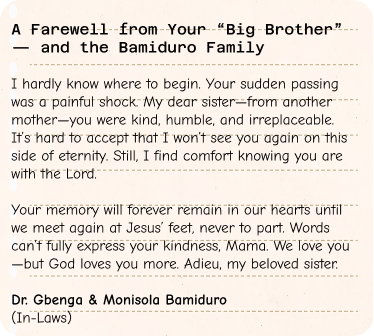 A Farewell from Your “Big Brother”
— and the Bamiduro Family
I hardly know where to begin. Your sudden passing
was a painful shock. My dear sister—from another
mother—you were kind, humble, and irreplaceable.
It’s hard to accept that I won’t see you again on this
side of eternity. Still, I find comfort knowing you are
with the Lord.
Your memory will forever remain in our hearts until
we meet again at Jesus’ feet, never to part. Words
can’t fully express your kindness, Mama. We love you
—but God loves you more. Adieu, my beloved sister.
Dr. Gbenga & Monisola Bamiduro
(In-Laws)